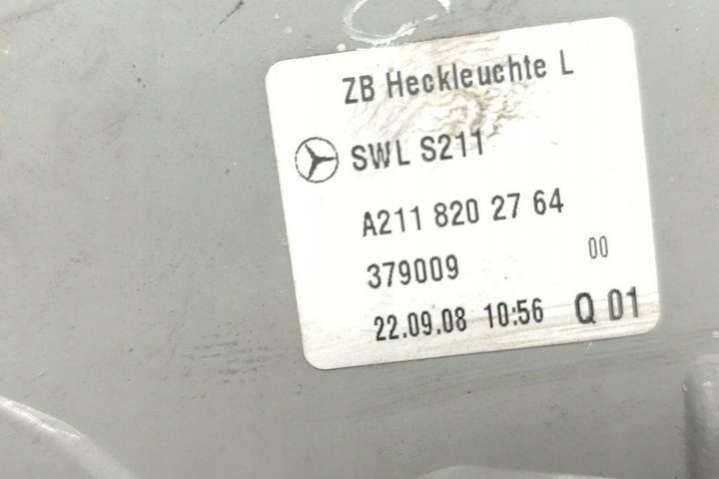 ZB Heckleuchte L
SWL S211
A211 820 27 64
379009 00
22.09.08 10:56 Q 01